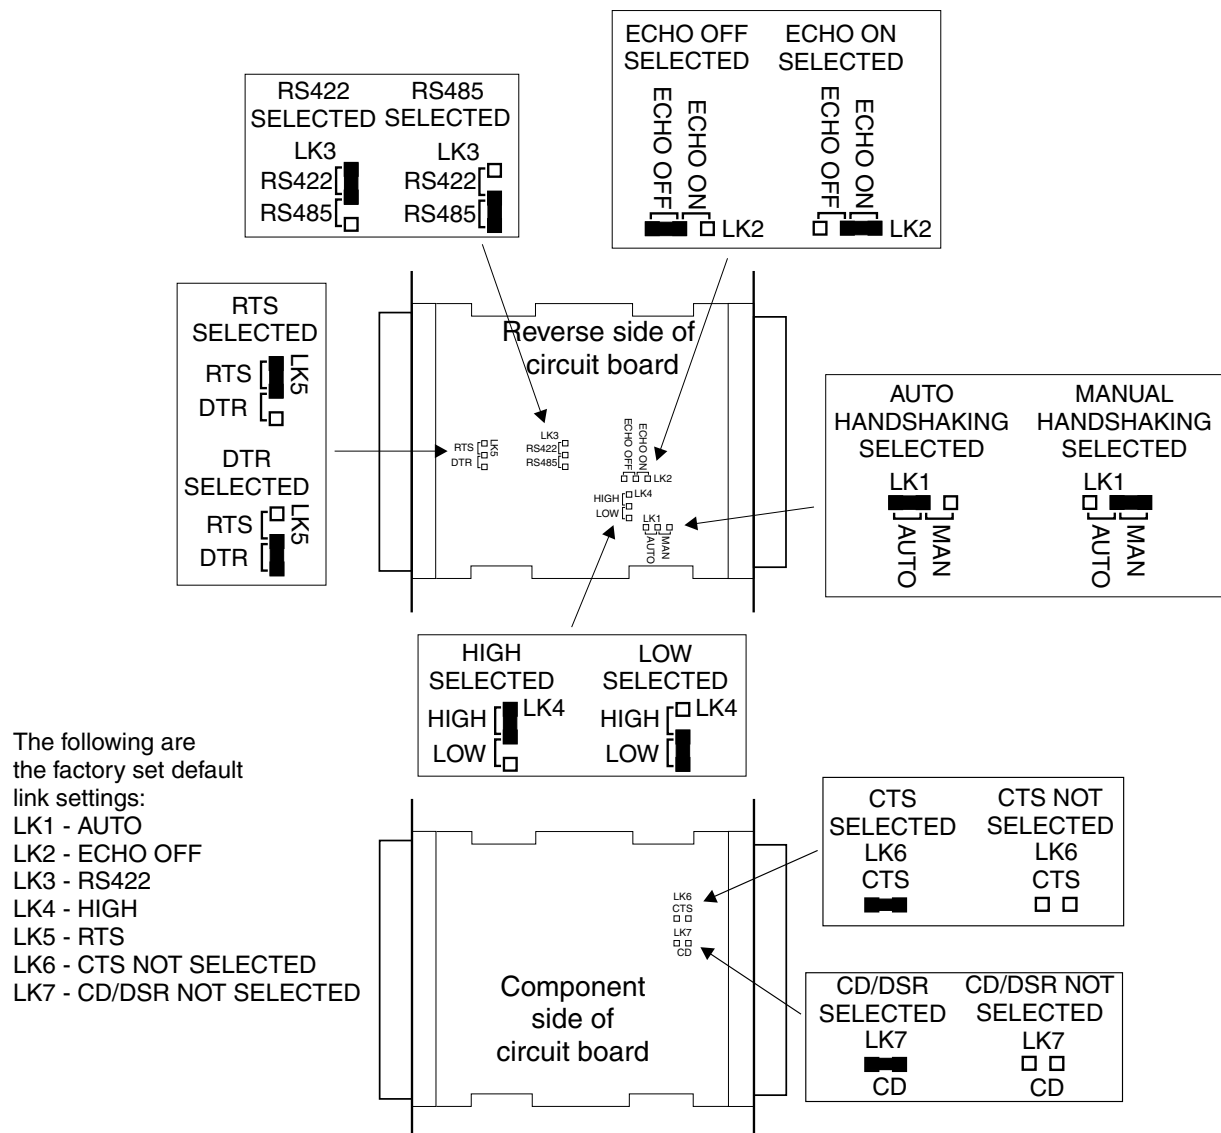 ECHO OFF
SELECTED
ECHO OFF
ECHO ON
LK2
ECHO ON
SELECTED
ECHO OFF
ECHO ON
LK2
RS422
SELECTED
LK3
RS422
RS485
RS485
SELECTED
LK3
RS422
RS485
RTS
SELECTED
RTS
DTR
LK5
DTR
SELECTED
RTS
DTR
LK5
Reverse side of
circuit board
RTS
DTR
LK5
LK3
RS422
RS485
ECHO OFF
ECHO ON
LK2
HIGH
LOW
LK4
LK1
AUTO
MAN
AUTO
HANDSHAKING
SELECTED
LK1
AUTO
MAN
MANUAL
HANDSHAKING
SELECTED
LK1
AUTO
MAN
HIGH
SELECTED
LK4
HIGH
LOW
LOW
SELECTED
LK4
HIGH
LOW
The following are
the factory set default
link settings:
LK1 - AUTO
LK2 - ECHO OFF
LK3 - RS422
LK4 - HIGH
LK5 - RTS
LK6 - CTS NOT SELECTED
LK7 - CD/DSR NOT SELECTED
LK6
CTS
LK7
CD
Component
side of
circuit board
CTS
SELECTED
LK6
CTS
CTS NOT
SELECTED
LK6
CTS
CD/DSR
SELECTED
LK7
CD
CD/DSR NOT
SELECTED
LK7
CD